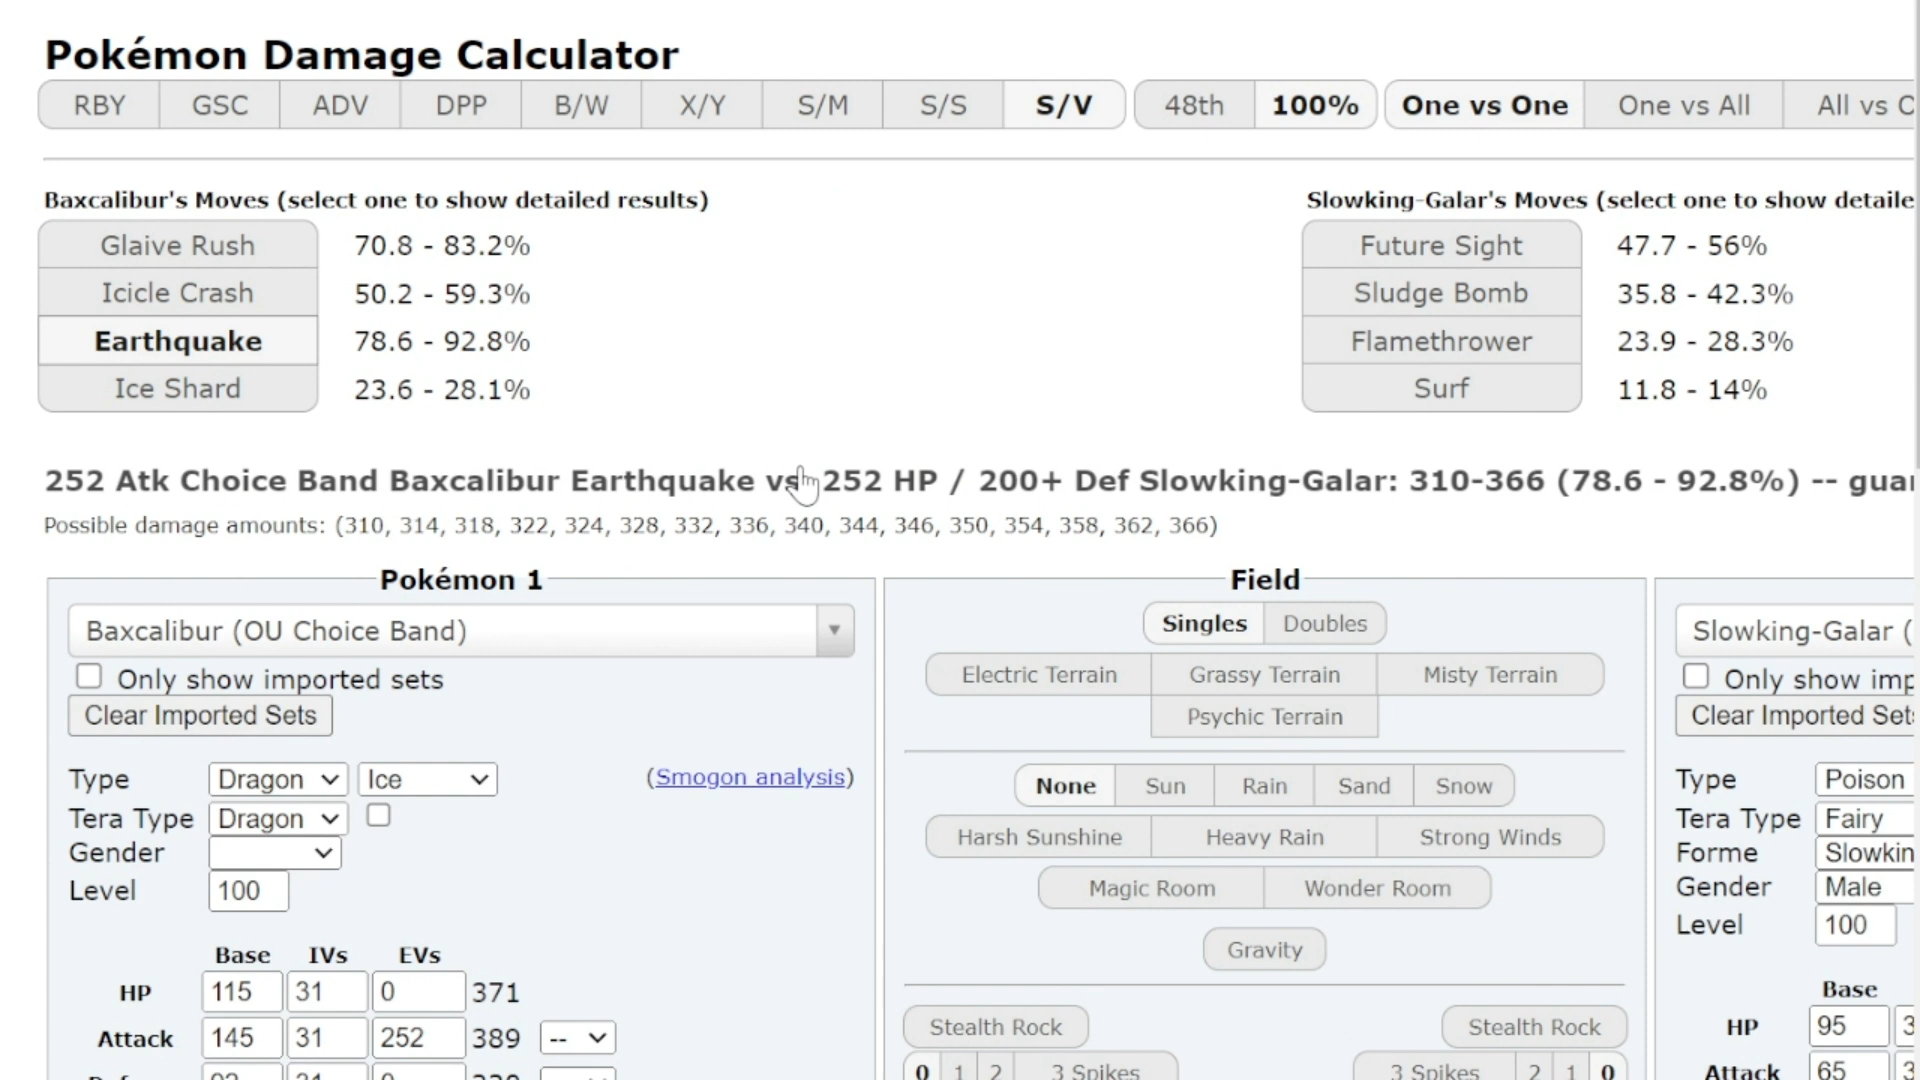 Pokémon Damage Calculator
RBY GSC ADV DPP B/W X/Y S/M S/S S/V 48th 100% One vs One One vs All All vs
Baxcalibur's Moves (select one to show detailed results) Slowking-Galar's Moves (select one to show
Glaive Rush 70.8 - 83.2% Future Sight 47.7 - 56%
Icicle Crash 50.2 - 59.3% Sludge Bomb 35.8 - 42.3%
Earthquake 78.6 - 92.8% Flamethrower 23.9 - 28.3%
Ice Shard 23.6 - 28.1% Surf 11.8 - 14%
252 Atk Choice Band Baxcalibur Earthquake vs 252 HP / 200+ Def Slowking-Galar: 310-366 (78.6 - 92.8%) --
Possible damage amounts: (310, 314, 318, 322, 324, 328, 332, 336, 340, 344, 346, 350, 354, 358, 362, 366)
Pokémon 1 Field
Baxcalibur (OU Choice Band) Singles Doubles Slowking-Galar (
Only show imported sets Electric Terrain Grassy Terrain Misty Terrain Only show
Clear Imported Sets Psychic Terrain Clear Imported
Type Dragon Ice (Smogon analysis) None Sun Rain Sand Snow Type Poison
Tera Type Dragon Harsh Sunshine Heavy Rain Strong Winds Tera Type Fairy
Gender Forme
Level 100 Magic Room Wonder Room Gender Male
Gravity Level 100
Base IVs EVs Base
HP 115 31 0 371 Stealth Rock Stealth Rock HP 95
Attack 145 31 252 389 -- 0 1 2 3 Spikes 3 Spikes 2 1 0 Attack 65